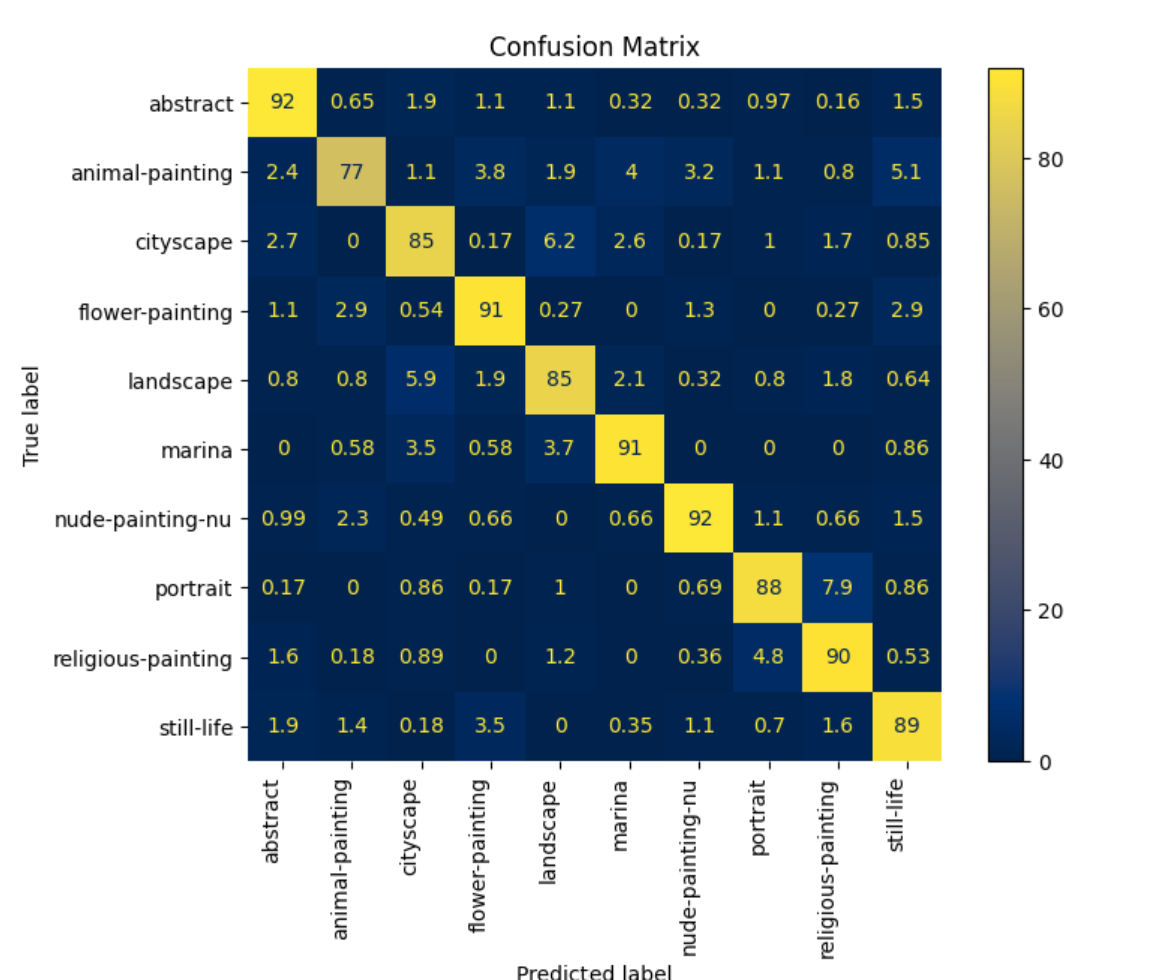 Confusion Matrix
abstract 92 0.65 1.9 1.1 1.1 0.32 0.32 0.97 0.16 1.5
animal-painting 2.4 77 1.1 3.8 1.9 4 3.2 1.1 0.8 5.1
cityscape 2.7 0 85 0.17 6.2 2.6 0.17 1 1.7 0.85
flower-painting 1.1 2.9 0.54 91 0.27 0 1.3 0 0.27 2.9
landscape 0.8 0.8 5.9 1.9 85 2.1 0.32 0.8 1.8 0.64
marina 0 0.58 3.5 0.58 3.7 91 0 0 0 0.86
nude-painting-nu 0.99 2.3 0.49 0.66 0 0.66 92 1.1 0.66 1.5
portrait 0.17 0 0.86 0.17 1 0 0.69 88 7.9 0.86
religious-painting 1.6 0.18 0.89 0 1.2 0 0.36 4.8 90 0.53
still-life 1.9 1.4 0.18 3.5 0 0.35 1.1 0.7 1.6 89
True label
abstract
animal-painting
cityscape
flower-painting
landscape
marina
nude-painting-nu
portrait
religious-painting
still-life
Predicted label
80
60
40
20
0